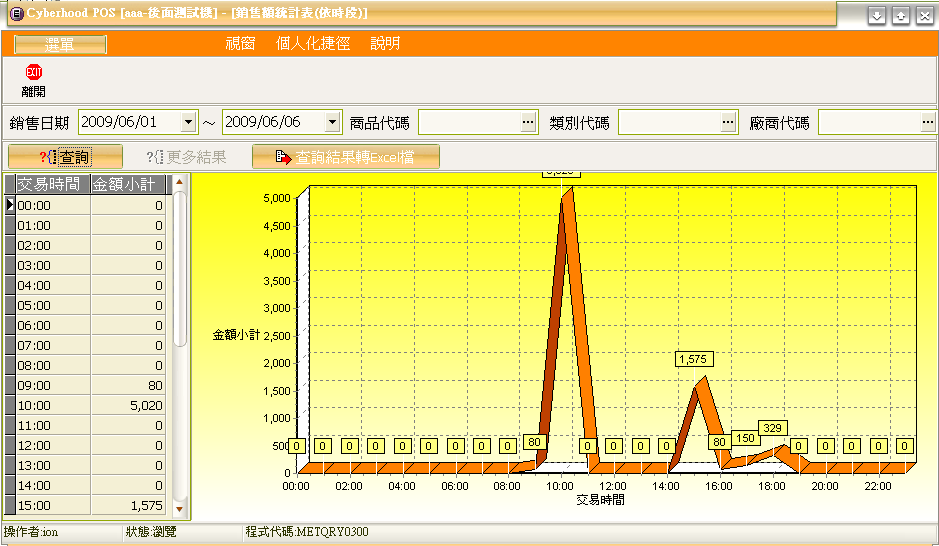 Cyberhood POS [aaa-後面測試機] - [銷售額統計表(依時段)]
選單 視窗 個人化捷徑 說明
EXIT
離開
銷售日期 2009/06/01 ~ 2009/06/06 商品代碼 ... 類別代碼 ... 廠商代碼 ...
?{} 查詢 ?{} 更多結果 查詢結果轉Excel檔
交易時間 金額小計
00:00 0
01:00 0
02:00 0
03:00 0
04:00 0
05:00 0
06:00 0
07:00 0
08:00 0
09:00 80
10:00 5,020
11:00 0
12:00 0
13:00 0
14:00 0
15:00 1,575
5,000
4,500
4,000
3,500
3,000
金額小計 2,500
2,000
1,500
1,000
500
0
0 0 0 0 0 0 0 0 0 80 5,020 0 0 0 0 1,575 80 150 329 0 0 0 0 0
00:00 02:00 04:00 06:00 08:00 10:00 12:00 14:00 16:00 18:00 20:00 22:00
交易時間
操作者:ion 狀態:瀏覽 程式代碼:METQRY0300